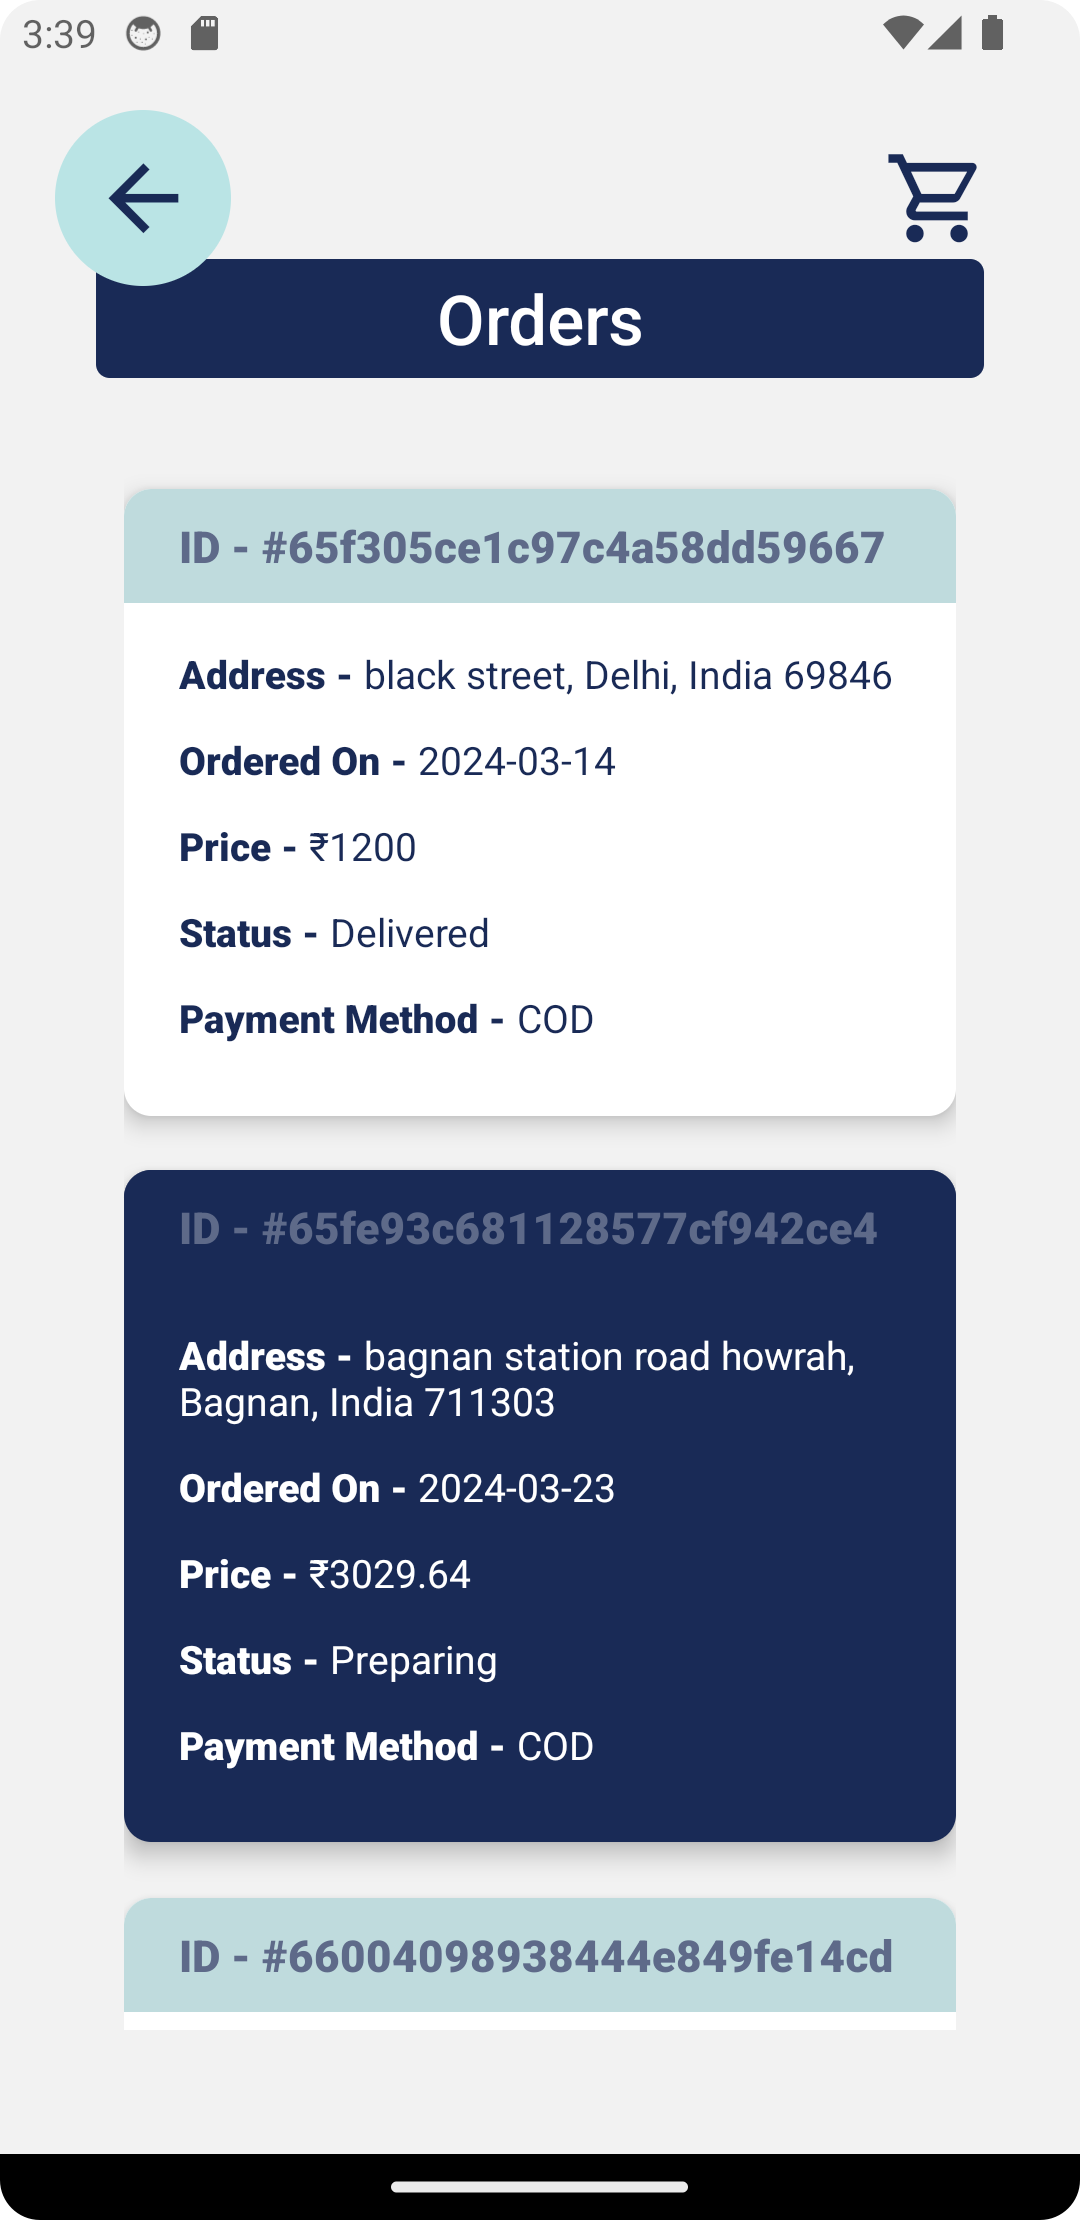 3:39
Orders
ID - #65f305ce1c97c4a58dd59667
Address - black street, Delhi, India 69846
Ordered On - 2024-03-14
Price - ₹1200
Status - Delivered
Payment Method - COD
ID - #65fe93c681128577cf942ce4
Address - bagnan station road howrah,
Bagnan, India 711303
Ordered On - 2024-03-23
Price - ₹3029.64
Status - Preparing
Payment Method - COD
ID - #66004098938444e849fe14cd